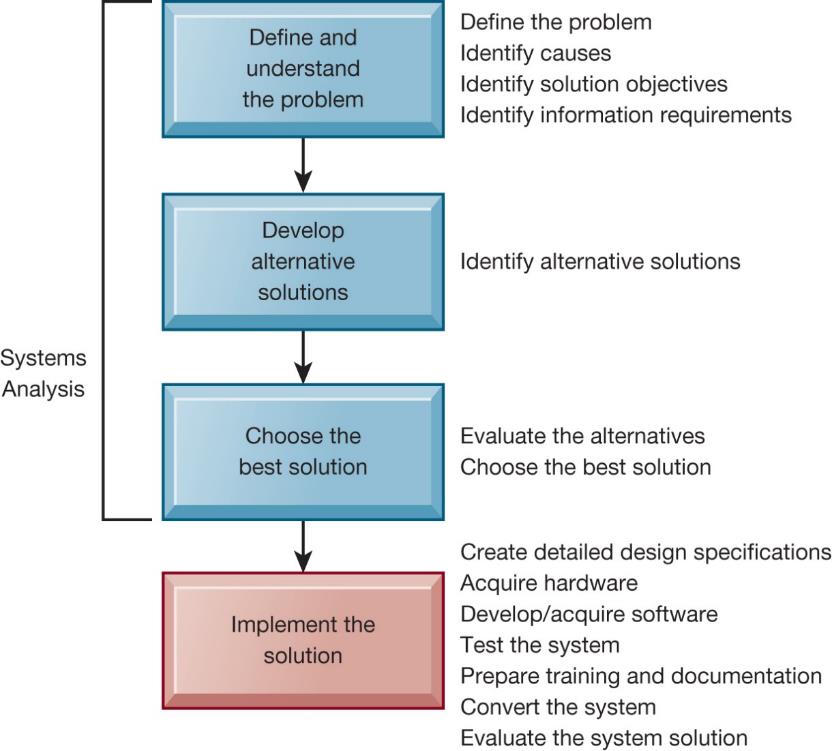 Define and
understand
the problem
Define the problem
Identify causes
Identify solution objectives
Identify information requirements
Develop
alternative
solutions
Identify alternative solutions
Systems
Analysis
Choose the
best solution
Evaluate the alternatives
Choose the best solution
Implement the
solution
Create detailed design specifications
Acquire hardware
Develop/acquire software
Test the system
Prepare training and documentation
Convert the system
Evaluate the system solution